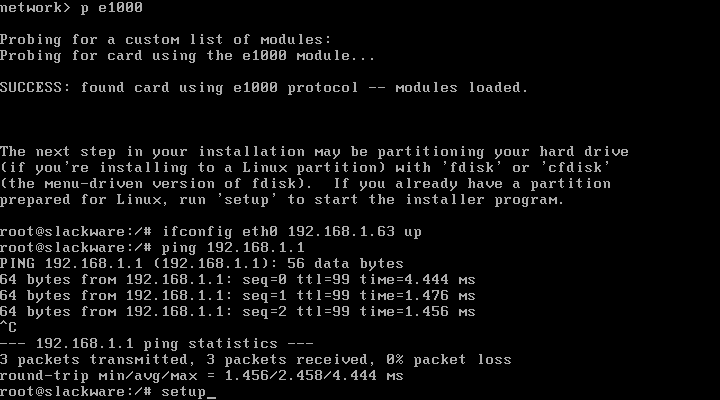 network> p e1000
Probing for a custom list of modules:
Probing for card using the e1000 module...
SUCCESS: found card using e1000 protocol -- modules loaded.
The next step in your installation may be partitioning your hard drive
(if you're installing to a Linux partition) with 'fdisk' or 'cfdisk'
(the menu-driven version of fdisk).  If you already have a partition
prepared for Linux, run 'setup' to start the installer program.
root@slackware:/# ifconfig eth0 192.168.1.63 up
root@slackware:/# ping 192.168.1.1
PING 192.168.1.1 (192.168.1.1): 56 data bytes
64 bytes from 192.168.1.1: seq=0 ttl=99 time=4.444 ms
64 bytes from 192.168.1.1: seq=1 ttl=99 time=1.476 ms
64 bytes from 192.168.1.1: seq=2 ttl=99 time=1.456 ms
^C
--- 192.168.1.1 ping statistics ---
3 packets transmitted, 3 packets received, 0% packet loss
round-trip min/avg/max = 1.456/2.458/4.444 ms
root@slackware:/# setup_